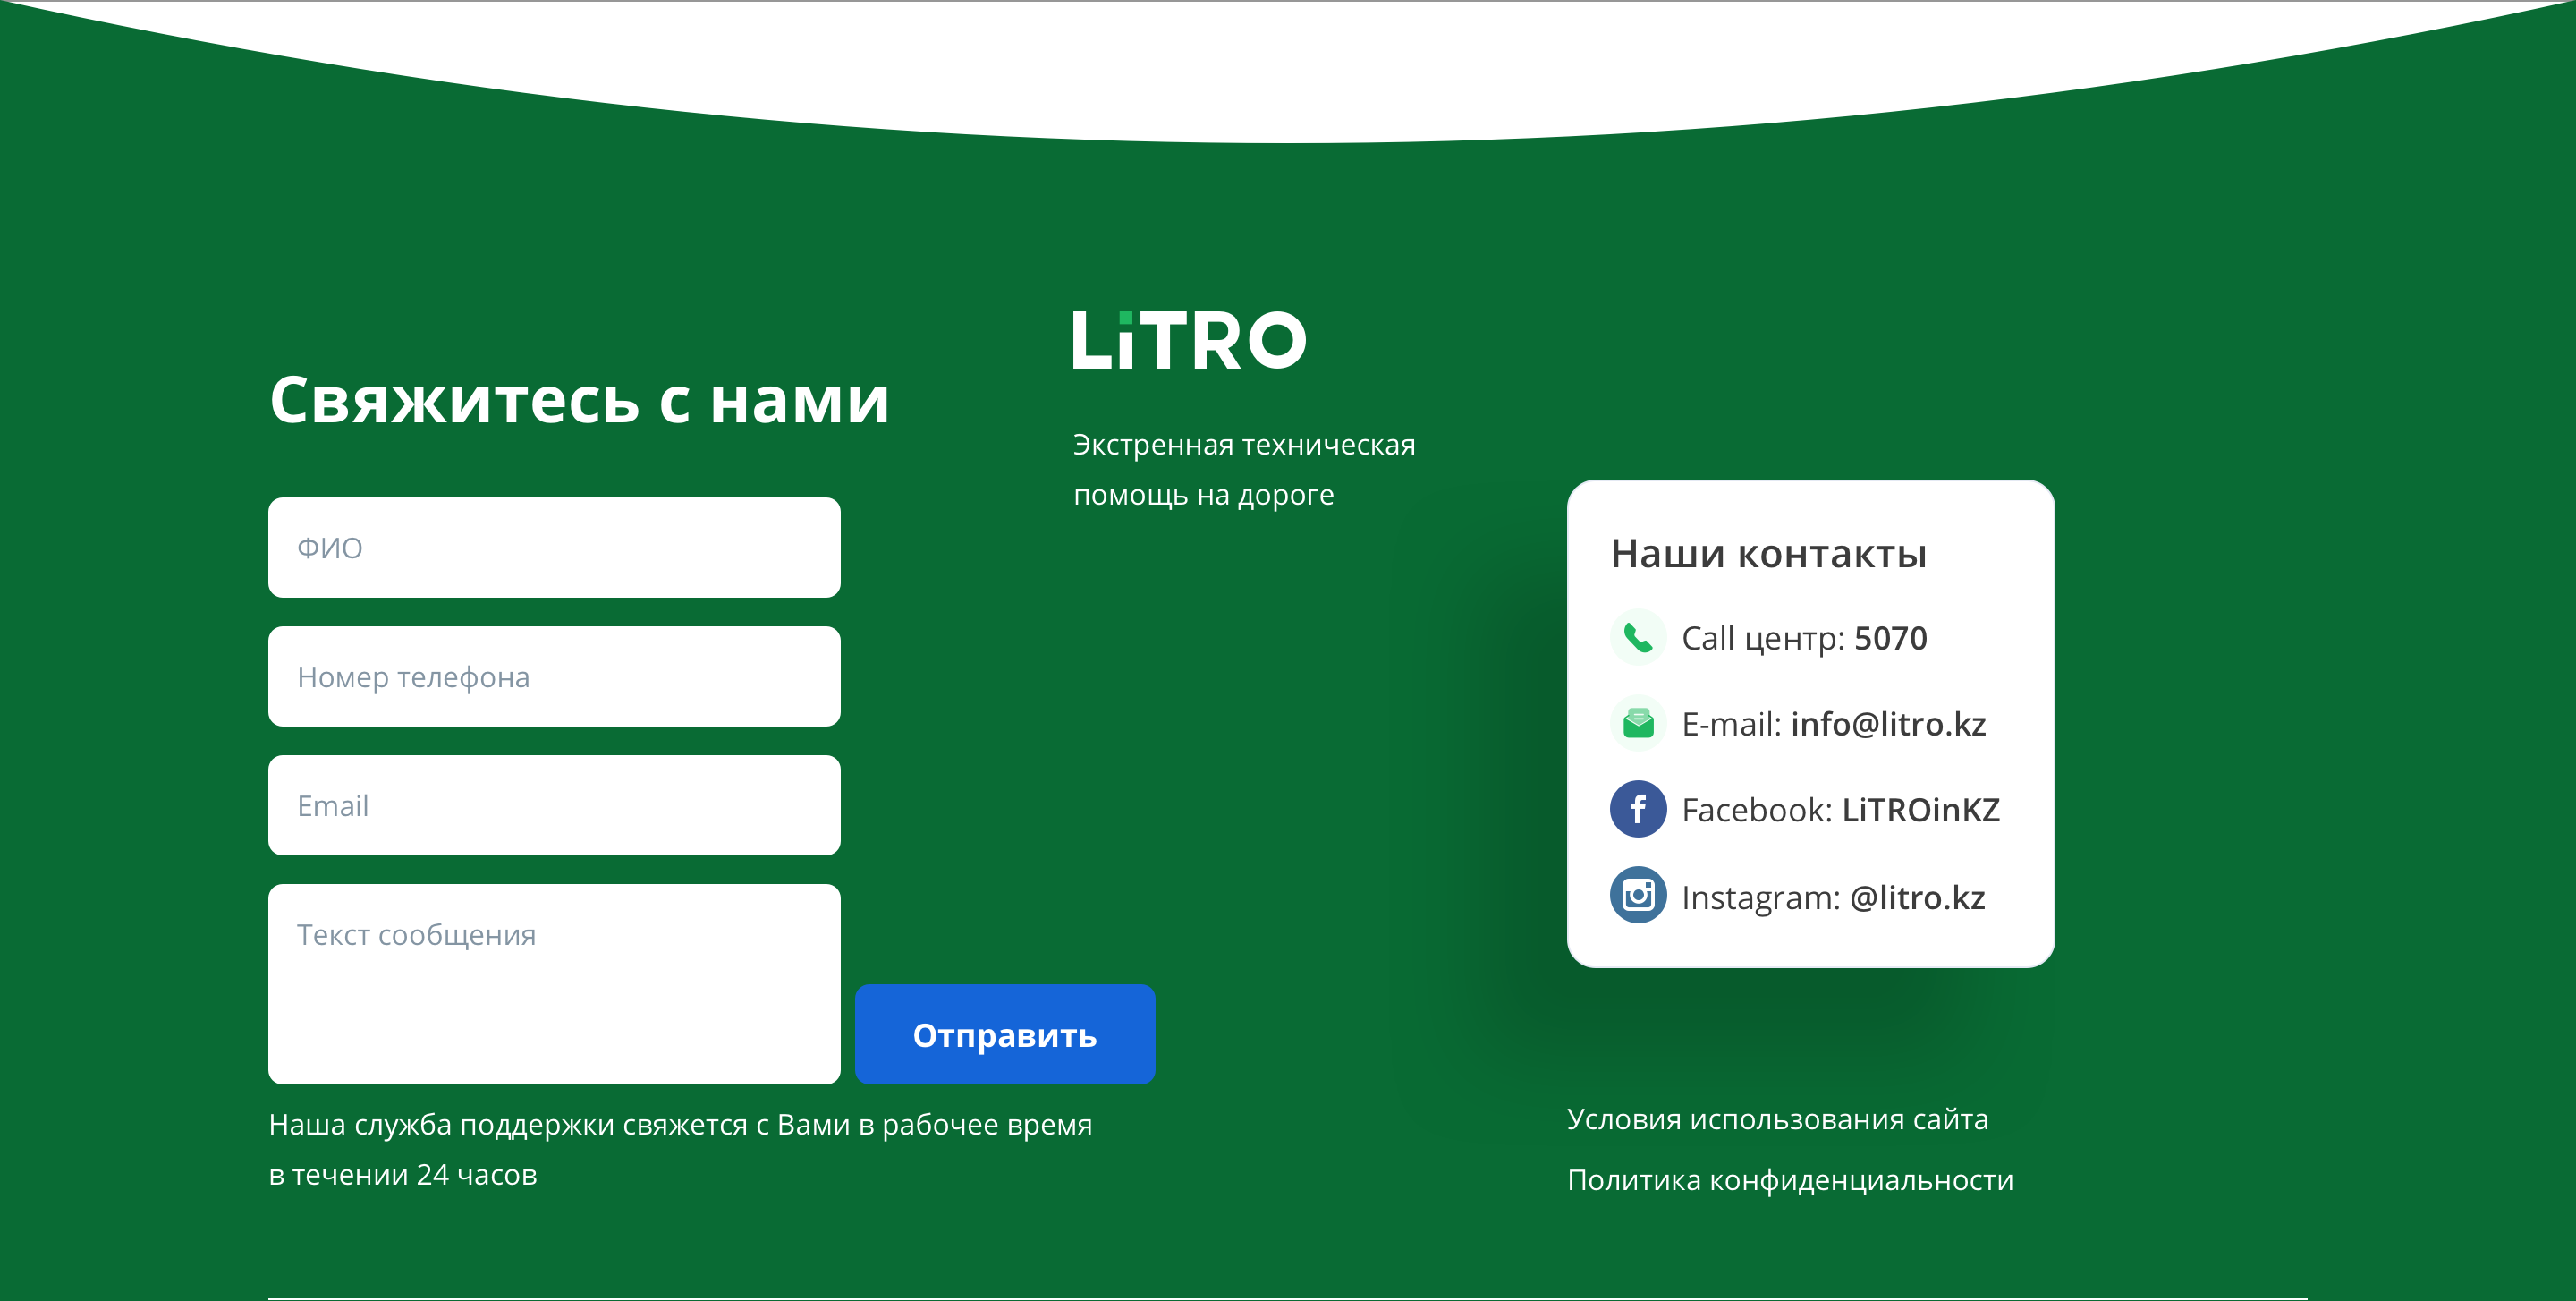 Свяжитесь с нами
ФИО
Номер телефона
Email
Текст сообщения
Отправить
Наша служба поддержки свяжется с Вами в рабочее время
в течении 24 часов
LiTRO
Экстренная техническая
помощь на дороге
Наши контакты
Call центр: 5070
E-mail: info@litro.kz
Facebook: LiTROinKZ
Instagram: @litro.kz
Условия использования сайта
Политика конфиденциальности